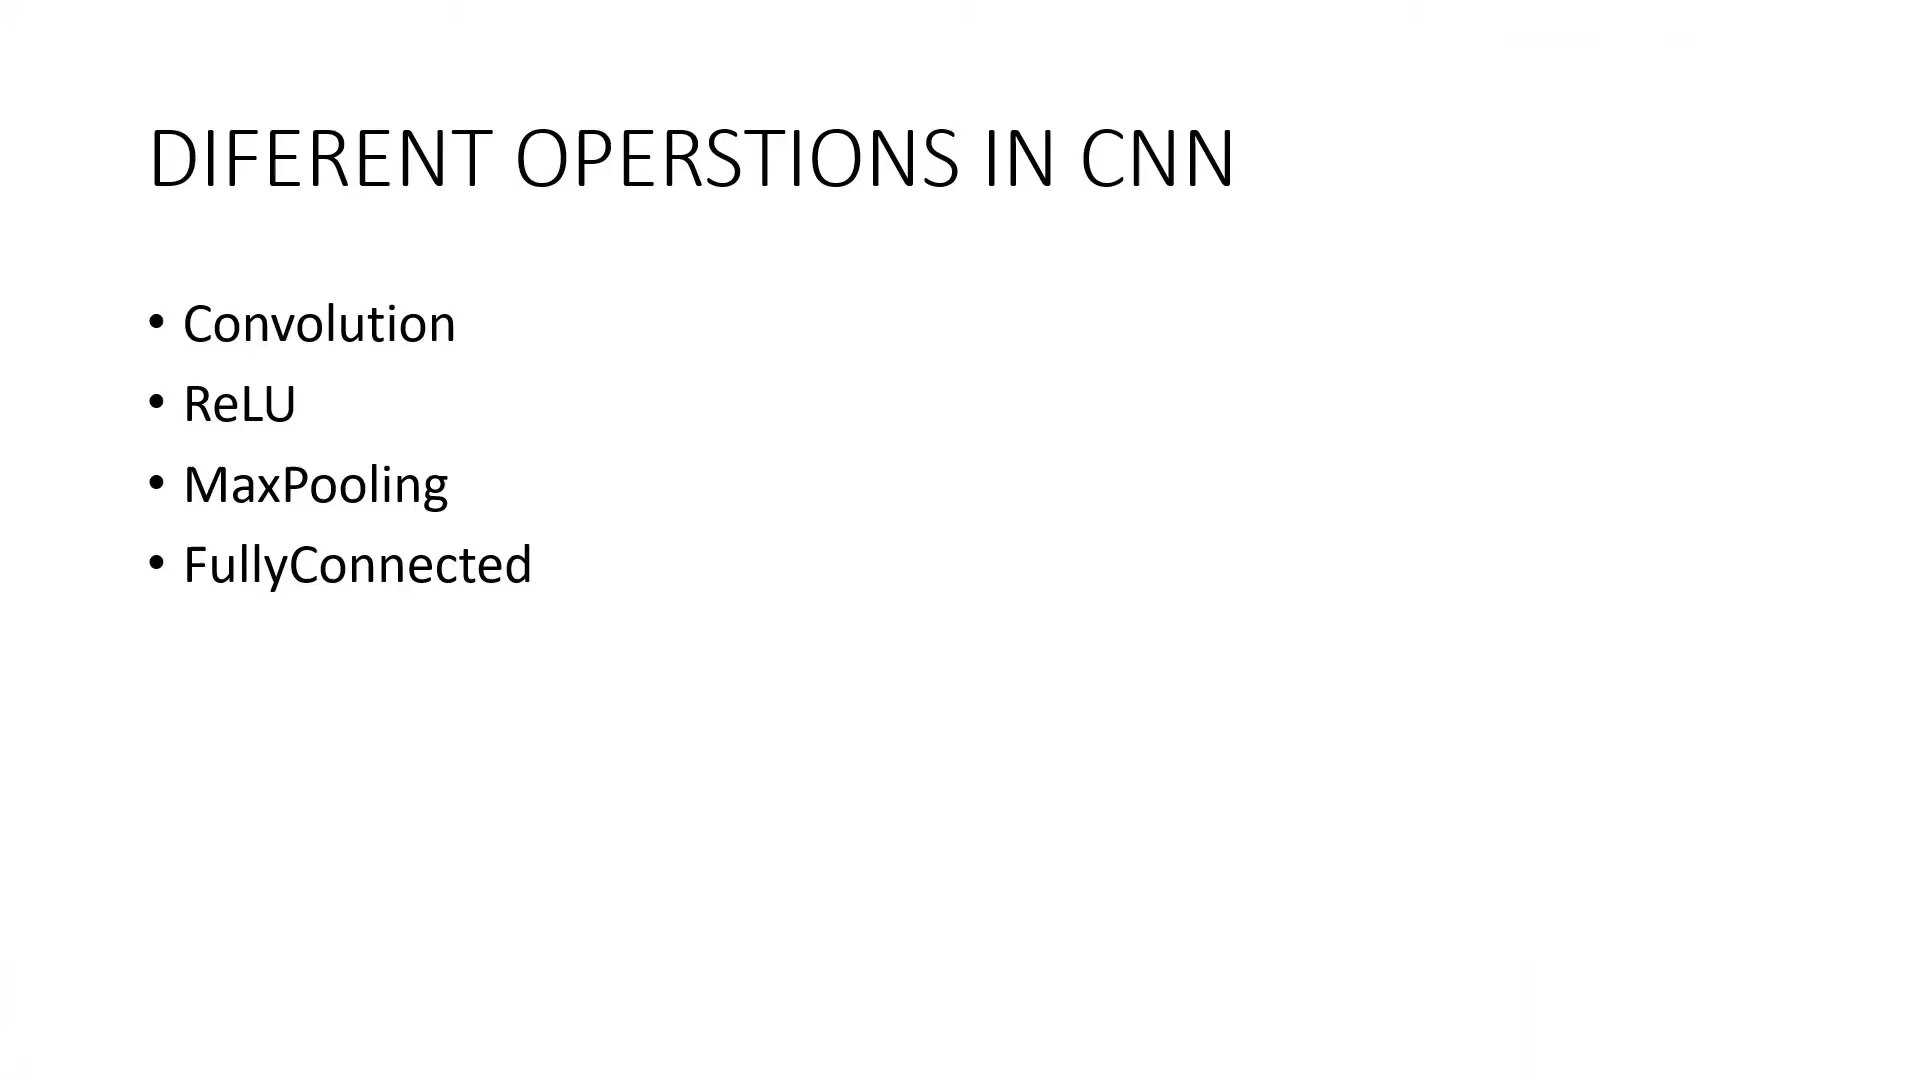 DIFERENT OPERSTIONS IN CNN
• Convolution
• ReLU
• MaxPooling
• FullyConnected